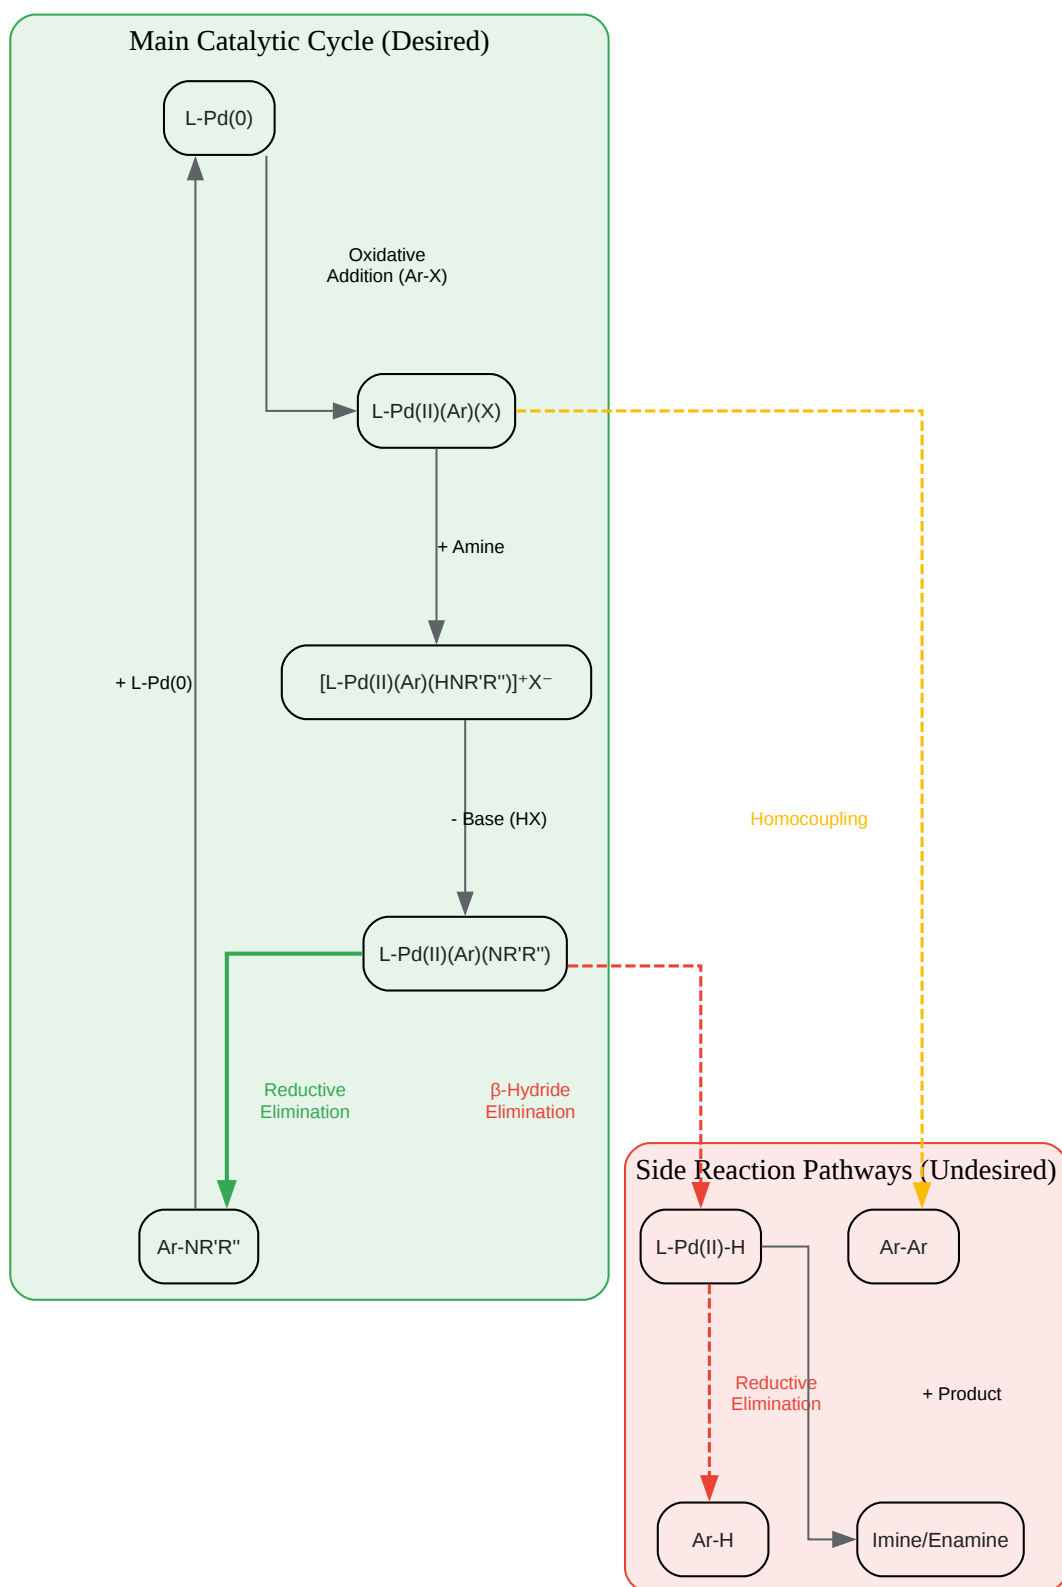 Main Catalytic Cycle (Desired)
L-Pd(0)
Oxidative
Addition (Ar-X)
L-Pd(II)(Ar)(X)
+ Amine
[L-Pd(II)(Ar)(HNR'R'')]⁺X⁻
+ L-Pd(0)
- Base (HX)
Homocoupling
L-Pd(II)(Ar)(NR'R'')
Reductive
Elimination
β-Hydride
Elimination
Side Reaction Pathways (Undesired)
Ar-NR'R''
L-Pd(II)-H
Ar-Ar
Reductive
Elimination
+ Product
Ar-H
Imine/Enamine